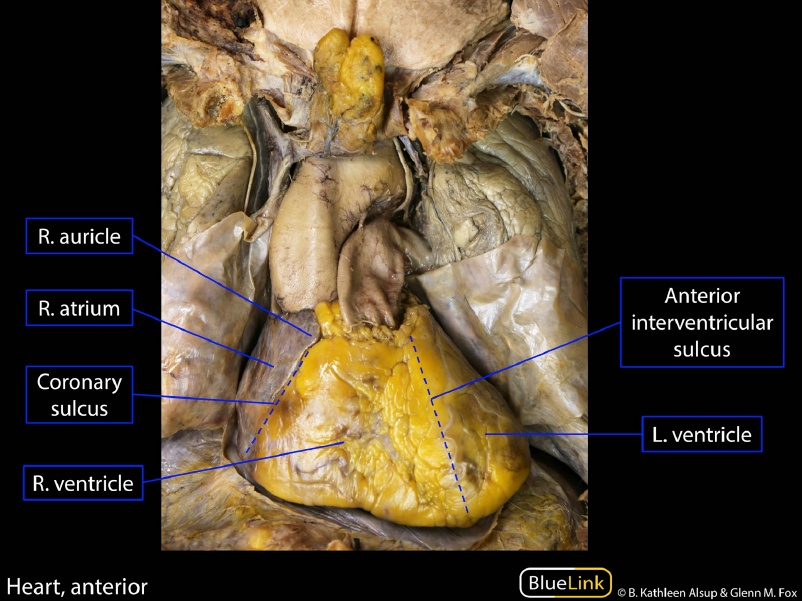 R. auricle
R. atrium
Coronary
sulcus
R. ventricle
Anterior
interventricular
sulcus
L. ventricle
Heart, anterior
BlueLink
© B. Kathleen Alsup & Glenn M. Fox